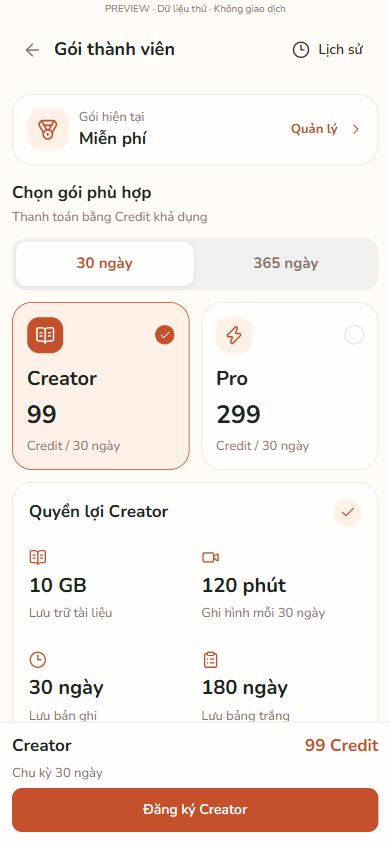 PREVIEW · Dữ liệu thử · Không giao dịch
Gói thành viên
Lịch sử
Gói hiện tại
Miễn phí
Quản lý
Chọn gói phù hợp
Thanh toán bằng Credit khả dụng
30 ngày
365 ngày
Creator
99
Credit / 30 ngày
Pro
299
Credit / 30 ngày
Quyền lợi Creator
10 GB
Lưu trữ tài liệu
120 phút
Ghi hình mỗi 30 ngày
30 ngày
Lưu bản ghi
180 ngày
Lưu bảng trắng
Creator
99 Credit
Chu kỳ 30 ngày
Đăng ký Creator